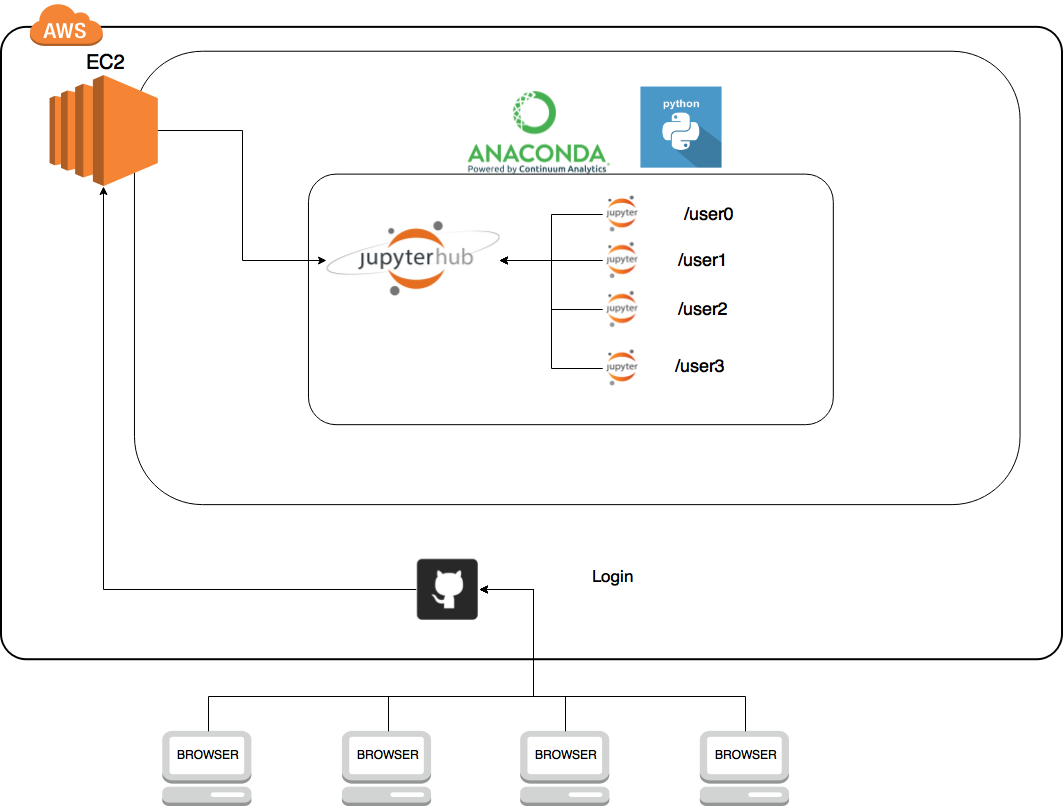 AWS
EC2
python
ANACONDA
Powered by Continuum Analytics
jupyterhub
jupyter
/user0
jupyter
/user1
jupyter
/user2
jupyter
/user3
Login
BROWSER
BROWSER
BROWSER
BROWSER